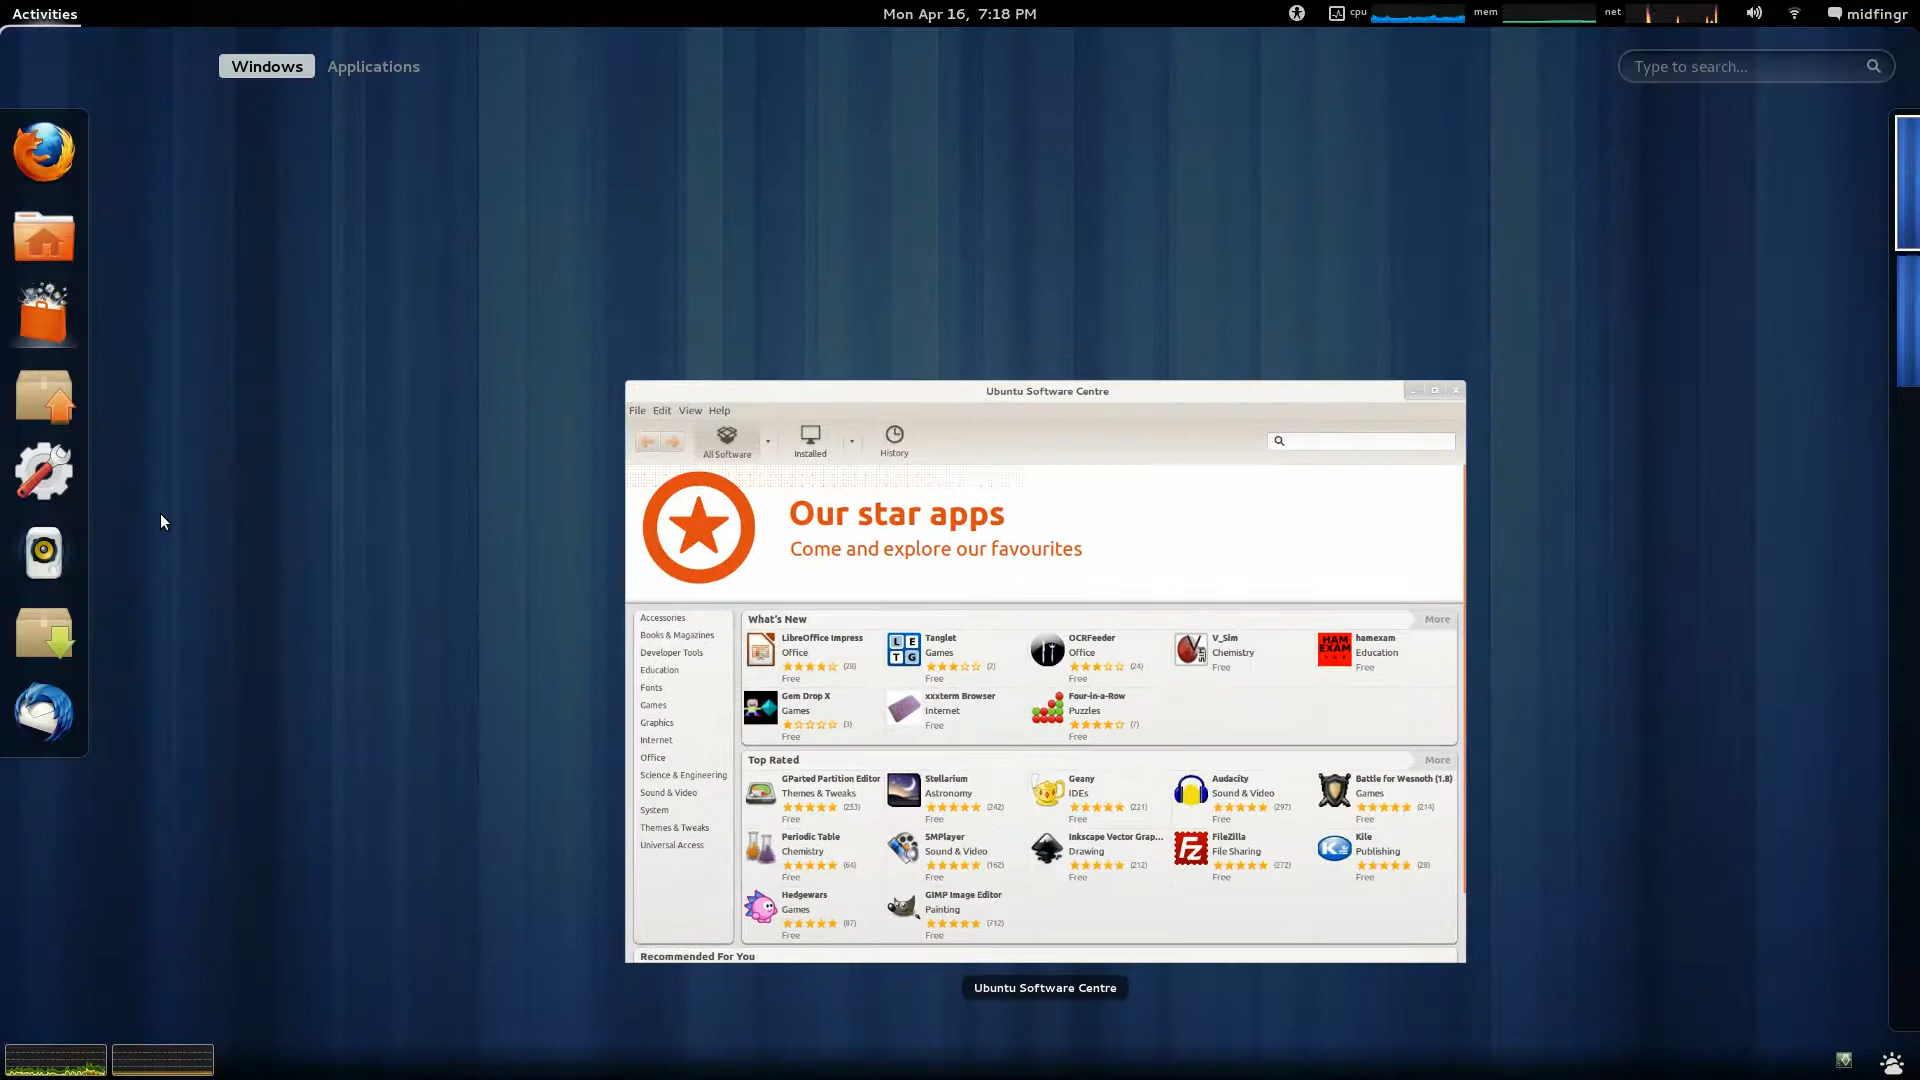 Activities
Mon Apr 16, 7:18 PM
cpu
mem
net
midfingr
Windows
Applications
Type to search...
Ubuntu Software Centre
File Edit View Help
All Software
Installed
History
Our star apps
Come and explore our favourites
Accessories
Books & Magazines
Developer Tools
Education
Fonts
Games
Graphics
Internet
Office
Science & Engineering
Sound & Video
System
Themes & Tweaks
Universal Access
What's New
More
LibreOffice Impress
Office
(28)
Free
Tanglet
Games
(2)
Free
OCRFeeder
Office
(24)
Free
V_Sim
Chemistry
Free
HAM
EXAM
hamexam
Education
Free
Gem Drop X
Games
(3)
Free
xxxterm Browser
Internet
Free
Four-in-a-Row
Puzzles
(7)
Free
Top Rated
More
GParted Partition Editor
Themes & Tweaks
(253)
Free
Stellarium
Astronomy
(242)
Free
Geany
IDEs
(221)
Free
Audacity
Sound & Video
(297)
Free
Battle for Wesnoth (1.8)
Games
(214)
Free
Periodic Table
Chemistry
(64)
Free
SMPlayer
Sound & Video
(162)
Free
Inkscape Vector Grap...
Drawing
(212)
Free
Fz
FileZilla
File Sharing
(272)
Free
Kile
Publishing
(28)
Free
Hedgewars
Games
(87)
Free
GIMP Image Editor
Painting
(712)
Free
Recommended For You
Ubuntu Software Centre